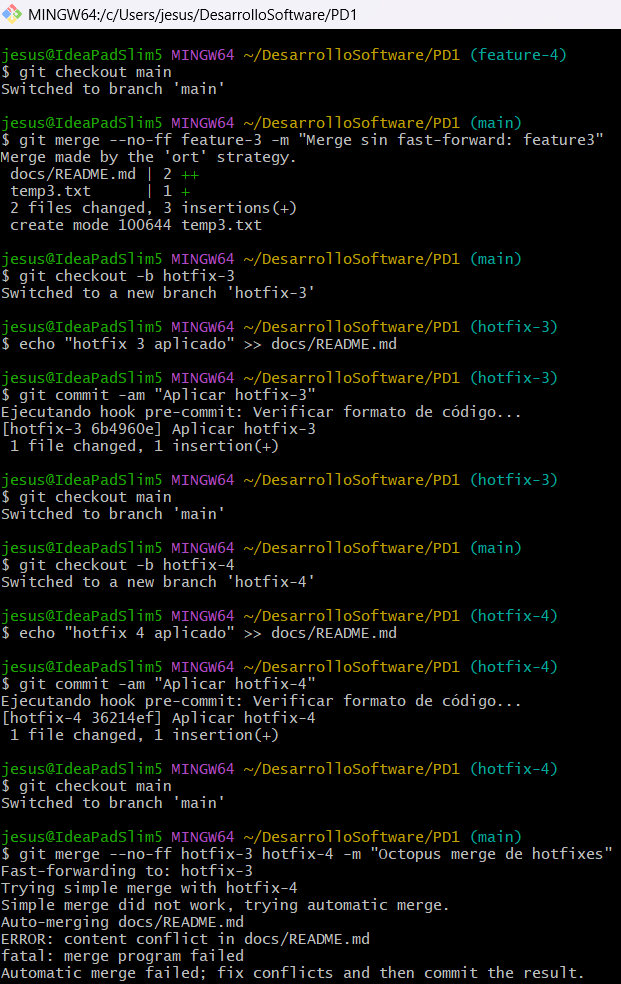 MINGW64:/c/Users/jesus/DesarrolloSoftware/PD1
jesus@IdeaPadSlim5 MINGW64 ~/DesarrolloSoftware/PD1 (feature-4)
$ git checkout main
Switched to branch 'main'
jesus@IdeaPadSlim5 MINGW64 ~/DesarrolloSoftware/PD1 (main)
$ git merge --no-ff feature-3 -m "Merge sin fast-forward: feature3"
Merge made by the 'ort' strategy.
 docs/README.md | 2 ++
 temp3.txt      | 1 +
 2 files changed, 3 insertions(+)
 create mode 100644 temp3.txt
jesus@IdeaPadSlim5 MINGW64 ~/DesarrolloSoftware/PD1 (main)
$ git checkout -b hotfix-3
Switched to a new branch 'hotfix-3'
jesus@IdeaPadSlim5 MINGW64 ~/DesarrolloSoftware/PD1 (hotfix-3)
$ echo "hotfix 3 aplicado" >> docs/README.md
jesus@IdeaPadSlim5 MINGW64 ~/DesarrolloSoftware/PD1 (hotfix-3)
$ git commit -am "Aplicar hotfix-3"
Ejecutando hook pre-commit: Verificar formato de código...
[hotfix-3 6b4960e] Aplicar hotfix-3
 1 file changed, 1 insertion(+)
jesus@IdeaPadSlim5 MINGW64 ~/DesarrolloSoftware/PD1 (hotfix-3)
$ git checkout main
Switched to branch 'main'
jesus@IdeaPadSlim5 MINGW64 ~/DesarrolloSoftware/PD1 (main)
$ git checkout -b hotfix-4
Switched to a new branch 'hotfix-4'
jesus@IdeaPadSlim5 MINGW64 ~/DesarrolloSoftware/PD1 (hotfix-4)
$ echo "hotfix 4 aplicado" >> docs/README.md
jesus@IdeaPadSlim5 MINGW64 ~/DesarrolloSoftware/PD1 (hotfix-4)
$ git commit -am "Aplicar hotfix-4"
Ejecutando hook pre-commit: Verificar formato de código...
[hotfix-4 36214ef] Aplicar hotfix-4
 1 file changed, 1 insertion(+)
jesus@IdeaPadSlim5 MINGW64 ~/DesarrolloSoftware/PD1 (hotfix-4)
$ git checkout main
Switched to branch 'main'
jesus@IdeaPadSlim5 MINGW64 ~/DesarrolloSoftware/PD1 (main)
$ git merge --no-ff hotfix-3 hotfix-4 -m "Octopus merge de hotfixes"
Fast-forwarding to: hotfix-3
Trying simple merge with hotfix-4
Simple merge did not work, trying automatic merge.
Auto-merging docs/README.md
ERROR: content conflict in docs/README.md
fatal: merge program failed
Automatic merge failed; fix conflicts and then commit the result.